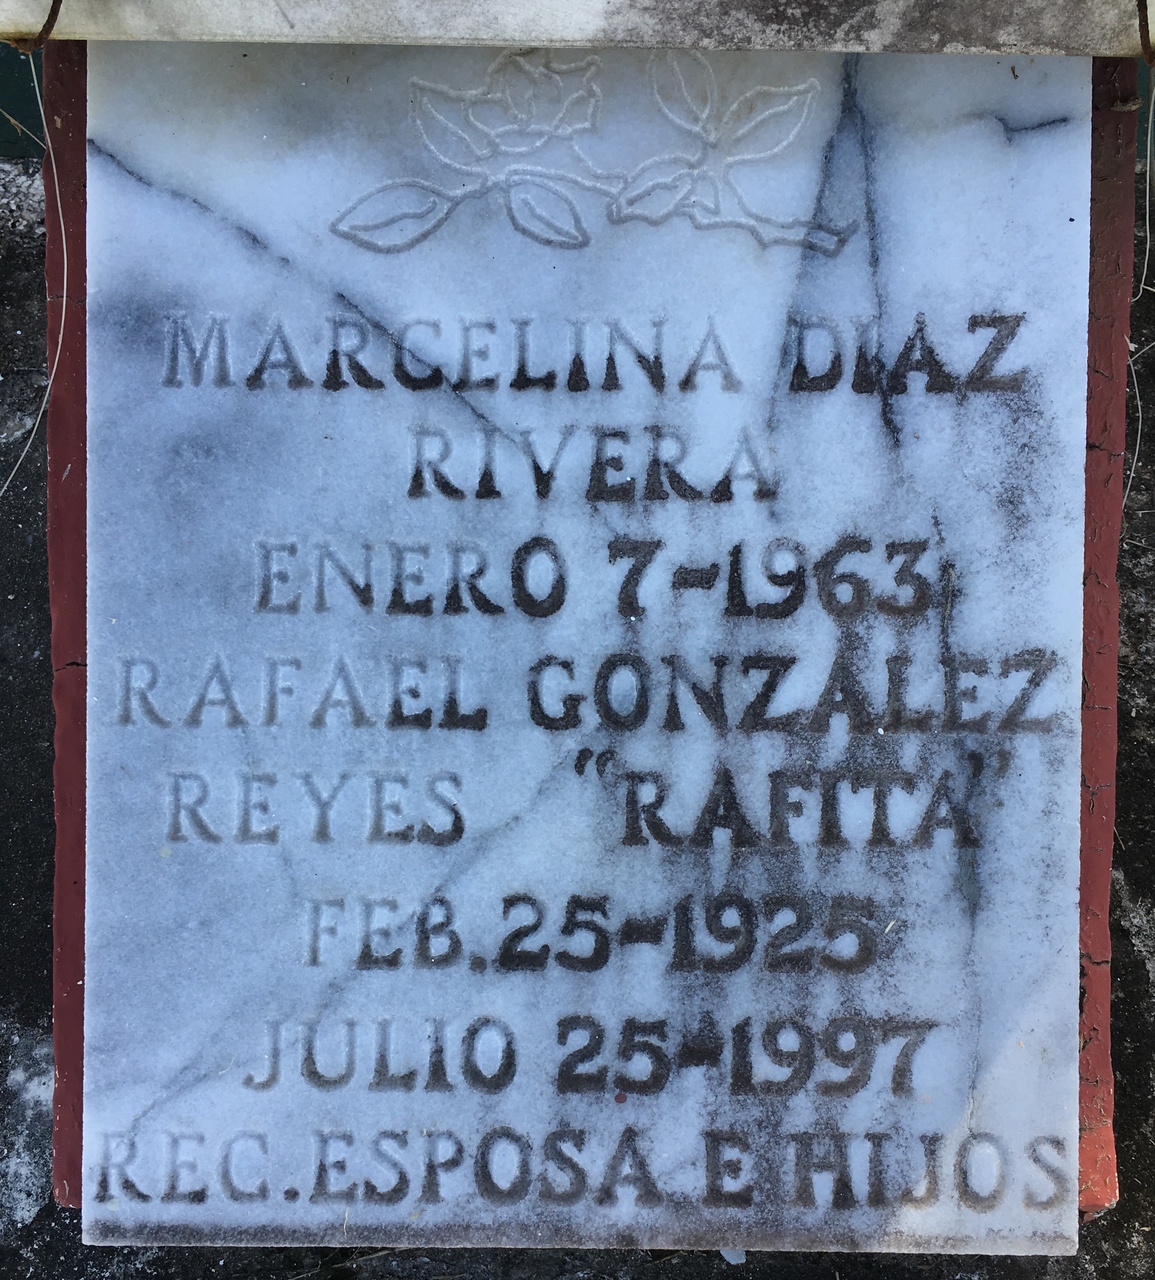 MARCELINA DIAZ
RIVERA
ENERO 7-1963
RAFAEL GONZALEZ
REYES "RAFITA"
FEB. 25-1925
JULIO 25-1997
REC. ESPOSA E HIJOS